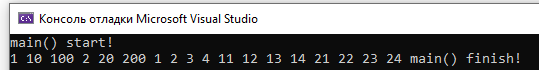 C:\
Консоль отладки Microsoft Visual Studio
main() start!
1 10 100 2 20 200 1 2 3 4 11 12 13 14 21 22 23 24 main() finish!